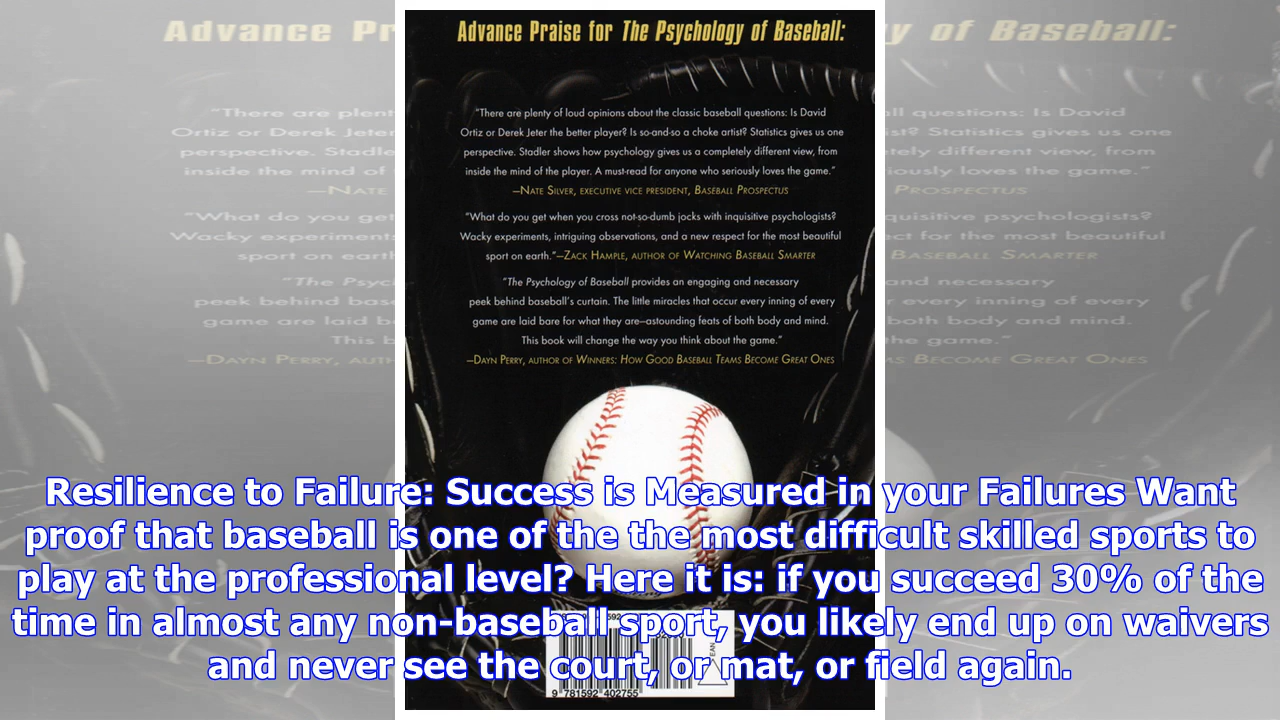 Advance Praise for The Psychology of Baseball:
“There are plenty of loud opinions about the classic baseball questions: Is David
Ortiz or Derek Jeter the better player? Is so-and-so a choke artist? Statistics gives us one
perspective. Stadler shows how psychology gives us a completely different view, from
inside the mind of the player. A must-read for anyone who seriously loves the game.”
—Nate Silver, executive vice president, Baseball Prospectus
“What do you get when you cross not-so-dumb jocks with inquisitive psychologists?
Wacky experiments, intriguing observations, and a new respect for the most beautiful
sport on earth.”—Zack Hample, author of Watching Baseball Smarter
“The Psychology of Baseball provides an engaging and necessary
peek behind baseball’s curtain. The little miracles that occur every inning of every
game are laid bare for what they are—astounding feats of both body and mind.
This book will change the way you think about the game.”
—Dayn Perry, author of Winners: How Good Baseball Teams Become Great Ones
Resilience to Failure: Success is Measured in your Failures Want
proof that baseball is one of the the most difficult skilled sports to
play at the professional level? Here it is: if you succeed 30% of the
time in almost any non-baseball sport, you likely end up on waivers
and never see the court, or mat, or field again.
9 781592 402755